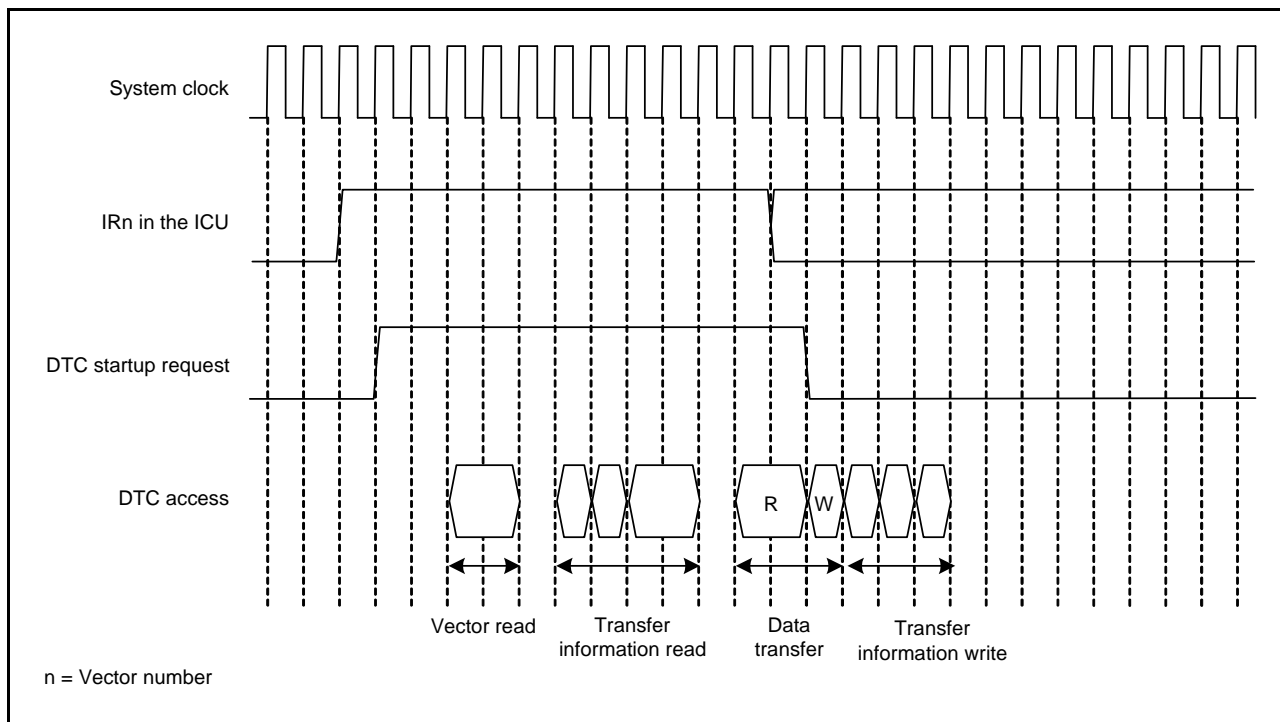 System clock
IRn in the ICU
DTC startup request
DTC access
R
W
Vector read
Transfer
information read
Data
transfer
Transfer
information write
n = Vector number